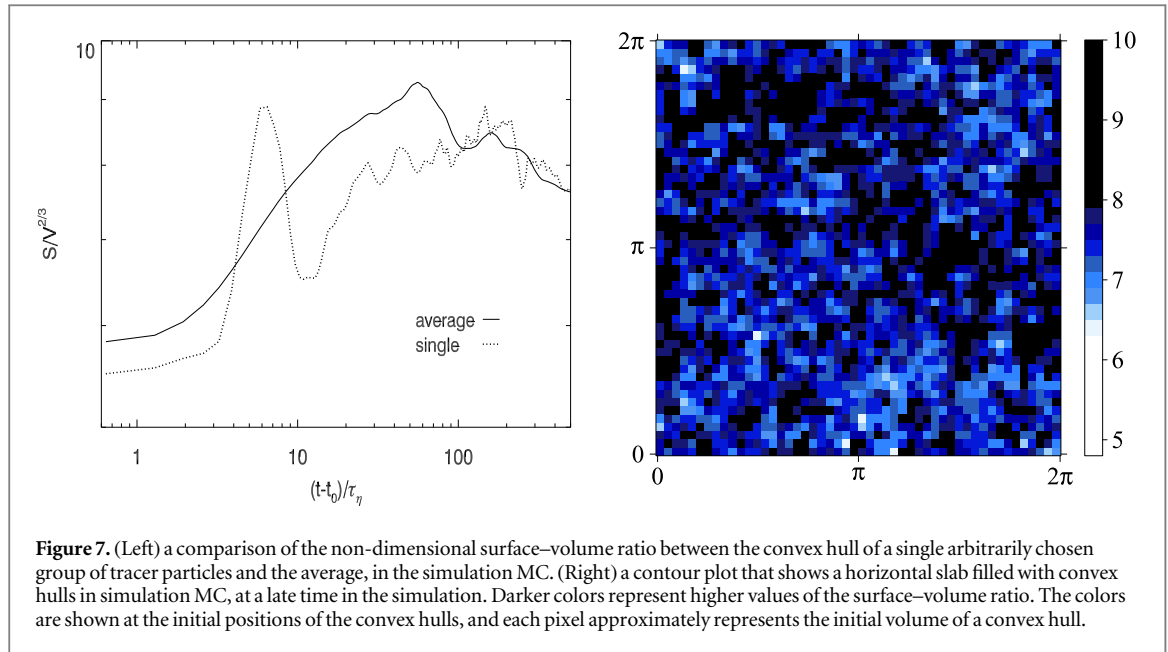 10
S/V^{2/3}
average
single
1
10
100
(t-t_0)/τ_η
2π
π
0
0
π
2π
10
9
8
7
6
5
Figure 7. (Left) a comparison of the non-dimensional surface–volume ratio between the convex hull of a single arbitrarily chosen
group of tracer particles and the average, in the simulation MC. (Right) a contour plot that shows a horizontal slab filled with convex
hulls in simulation MC, at a late time in the simulation. Darker colors represent higher values of the surface–volume ratio. The colors
are shown at the initial positions of the convex hulls, and each pixel approximately represents the initial volume of a convex hull.